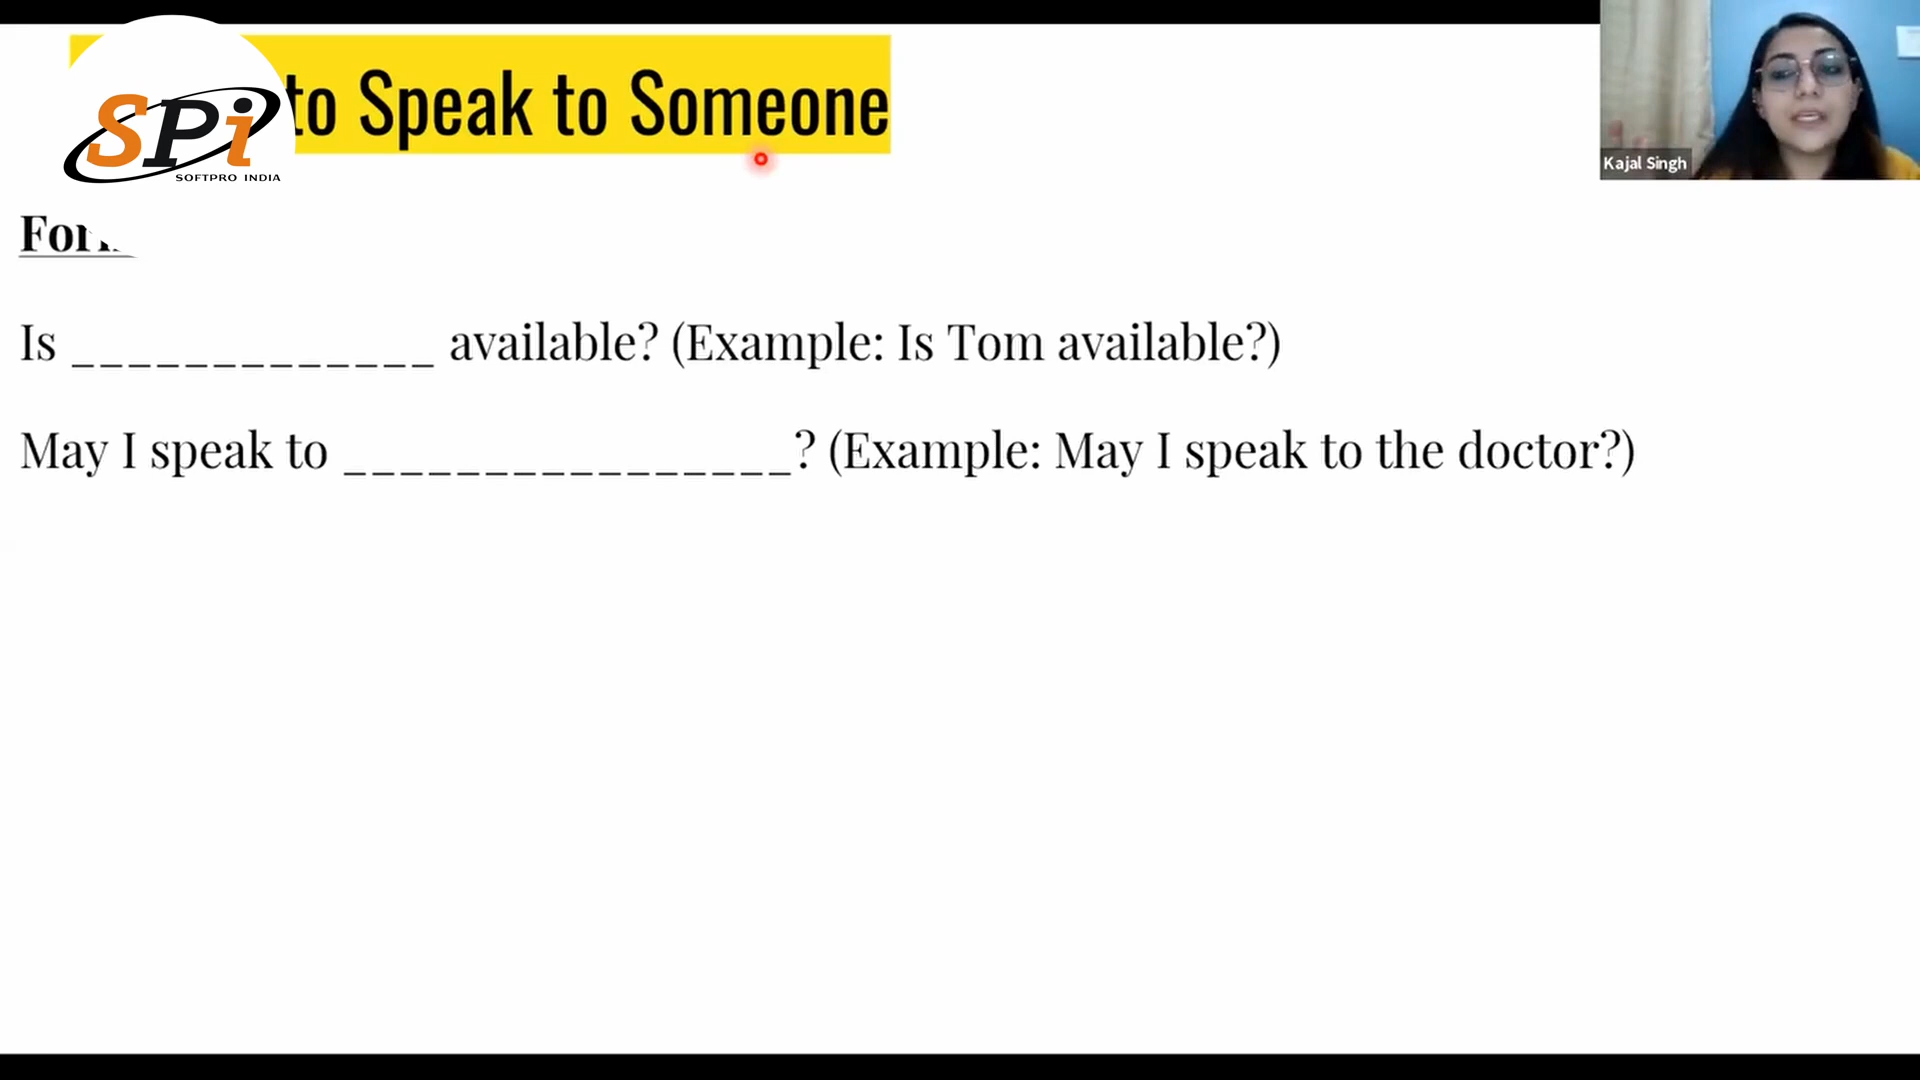 to Speak to Someone
SPi
SOFTPRO INDIA
Kajal Singh
Is _____________ available? (Example: Is Tom available?)
May I speak to ________________? (Example: May I speak to the doctor?)